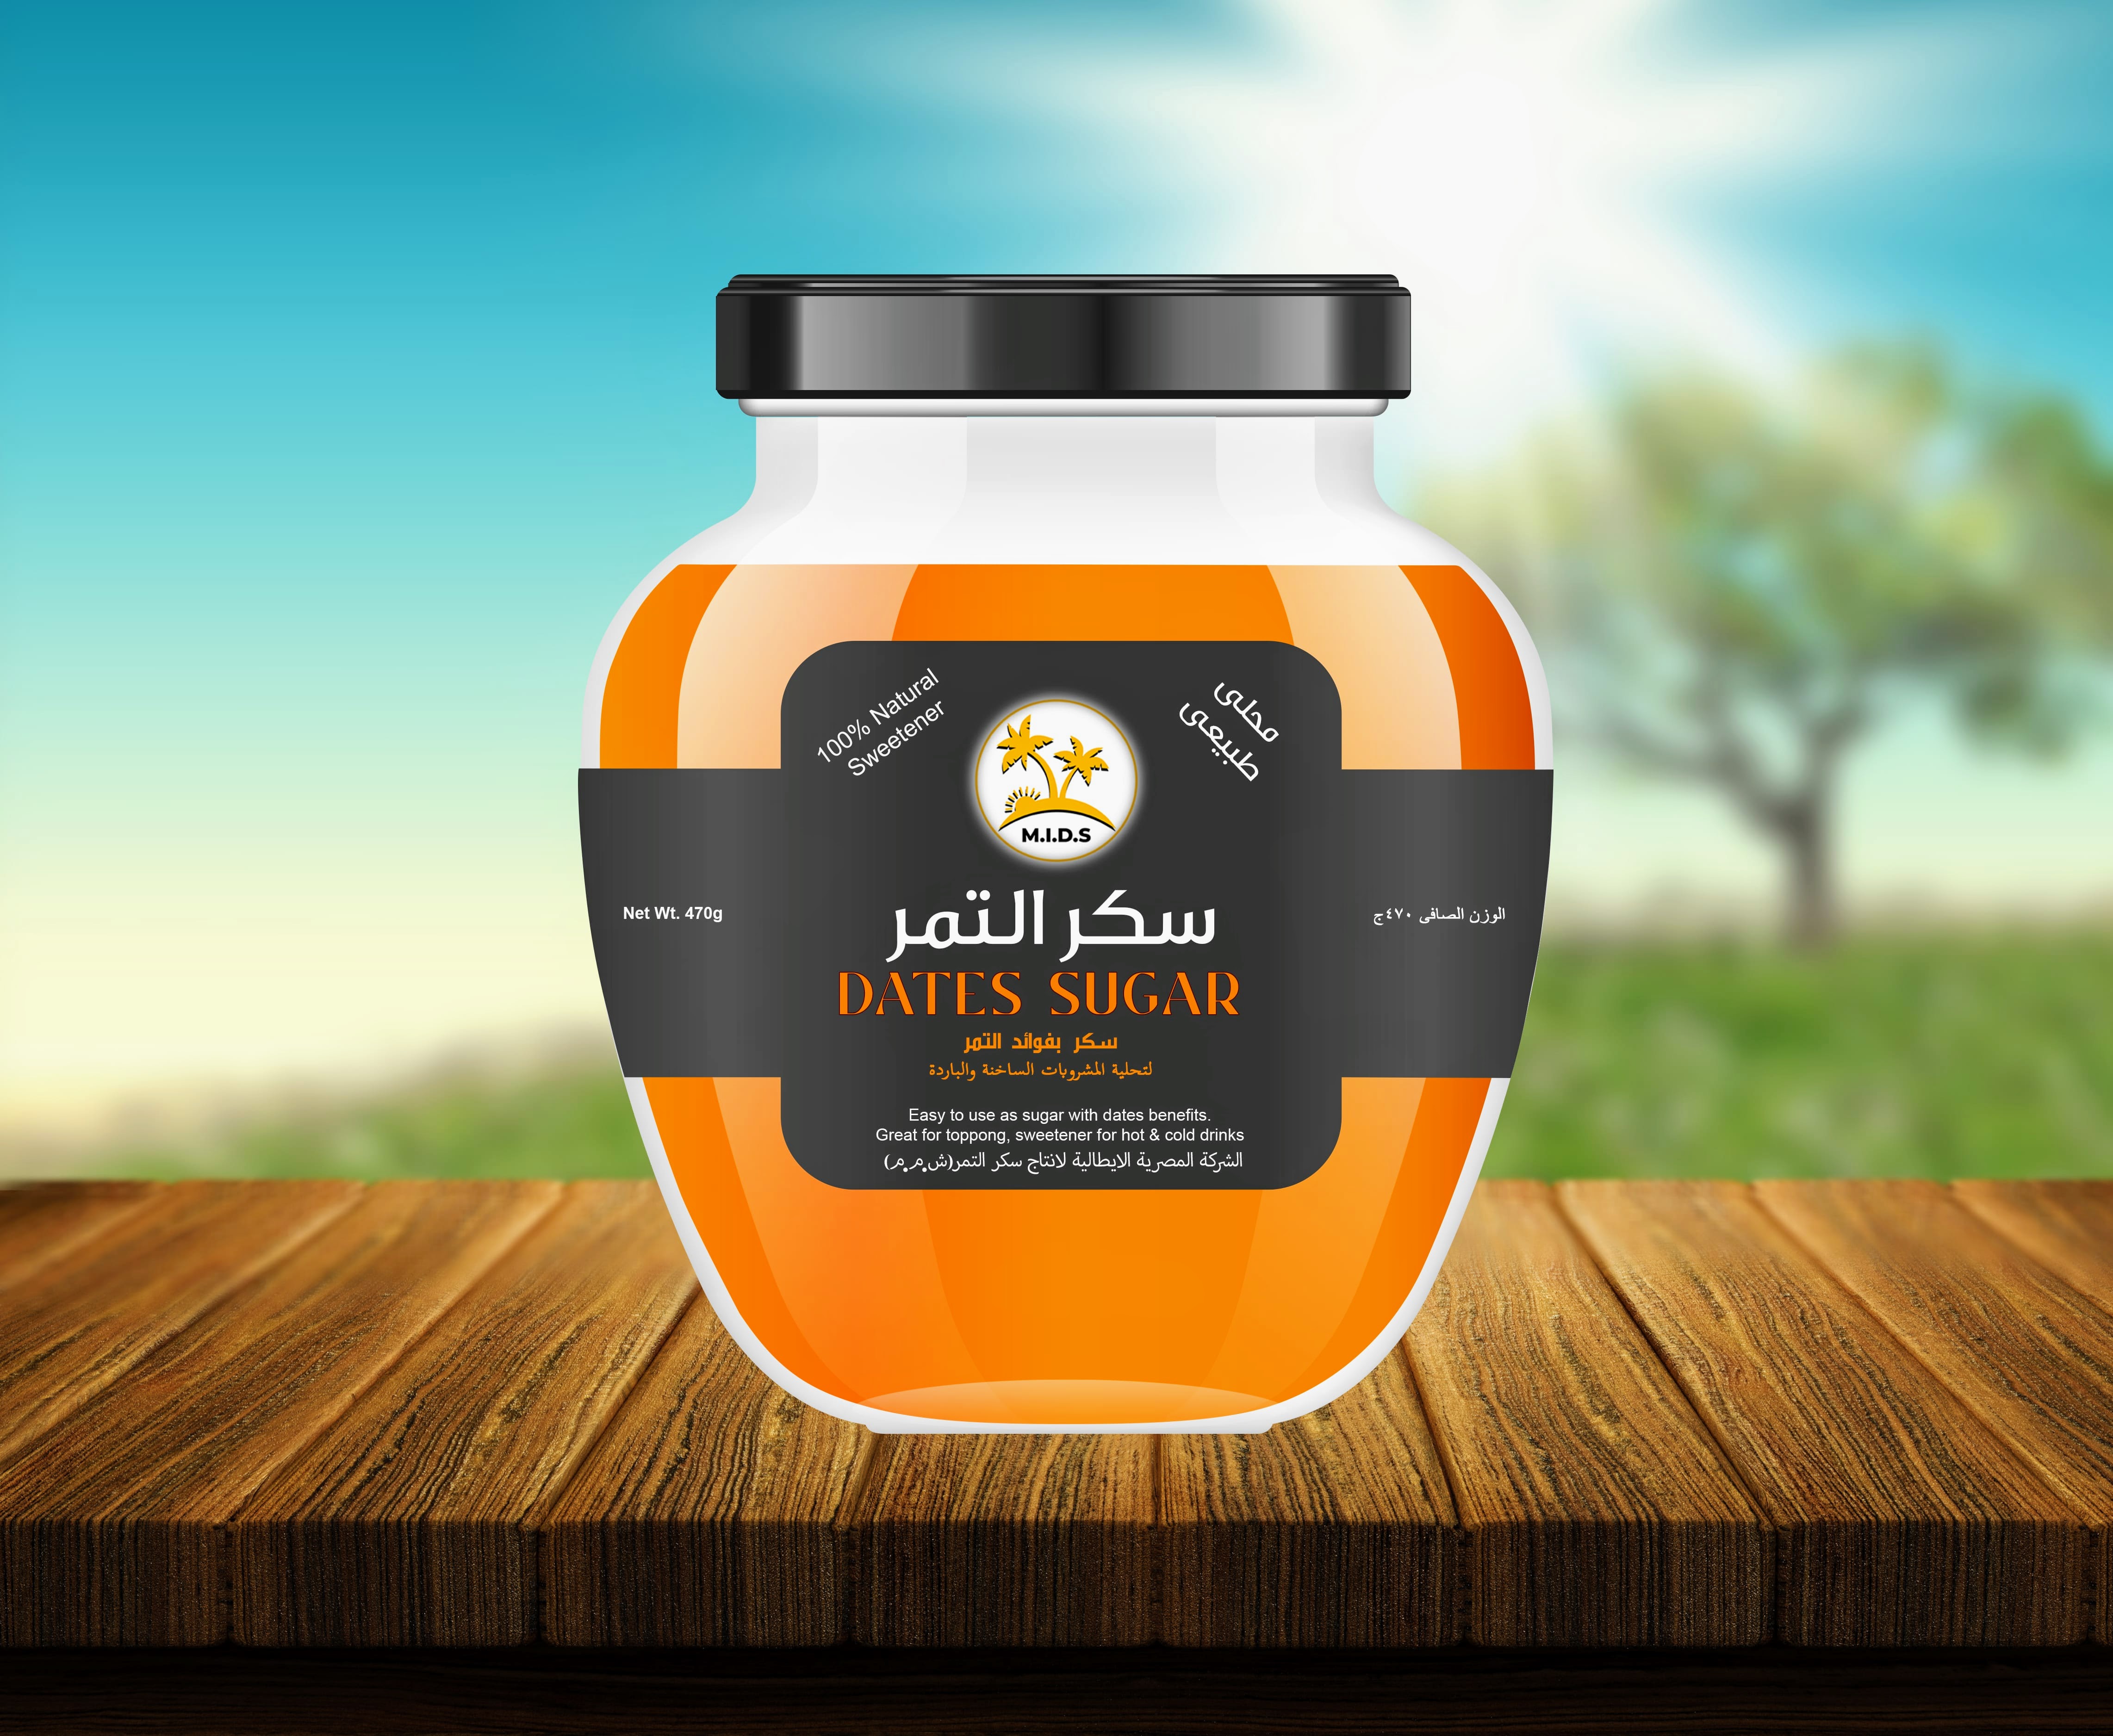 100% Natural
Sweetener
محلى
طبيعى
M.I.D.S
سكر التمر
DATES SUGAR
Net Wt. 470g
الوزن الصافى ٤٧٠ج
سكر بفوائد التمر
لتحلية المشروبات الساخنة والباردة
Easy to use as sugar with dates benefits.
Great for toppong, sweetener for hot & cold drinks
الشركة المصرية الايطالية لانتاج سكر التمر(ش.م.م)